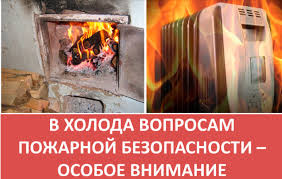 В ХОЛОДА ВОПРОСАМ
ПОЖАРНОЙ БЕЗОПАСНОСТИ –
ОСОБОЕ ВНИМАНИЕ